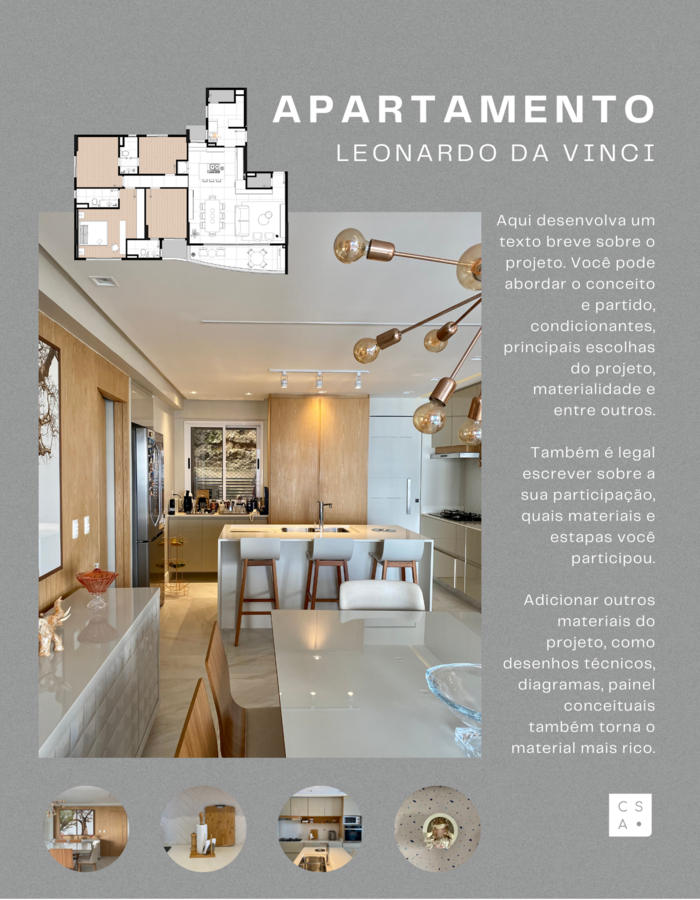 APARTAMENTO
LEONARDO DA VINCI
Aqui desenvolva um
texto breve sobre o
projeto. Você pode
abordar o conceito
e partido,
condicionantes,
principais escolhas
do projeto,
materialidade e
entre outros.
Também é legal
escrever sobre a
sua participação,
quais materiais e
estapas você
participou.
Adicionar outros
materiais do
projeto, como
desenhos técnicos,
diagramas, painel
conceituais
também torna o
material mais rico.
C S
A •